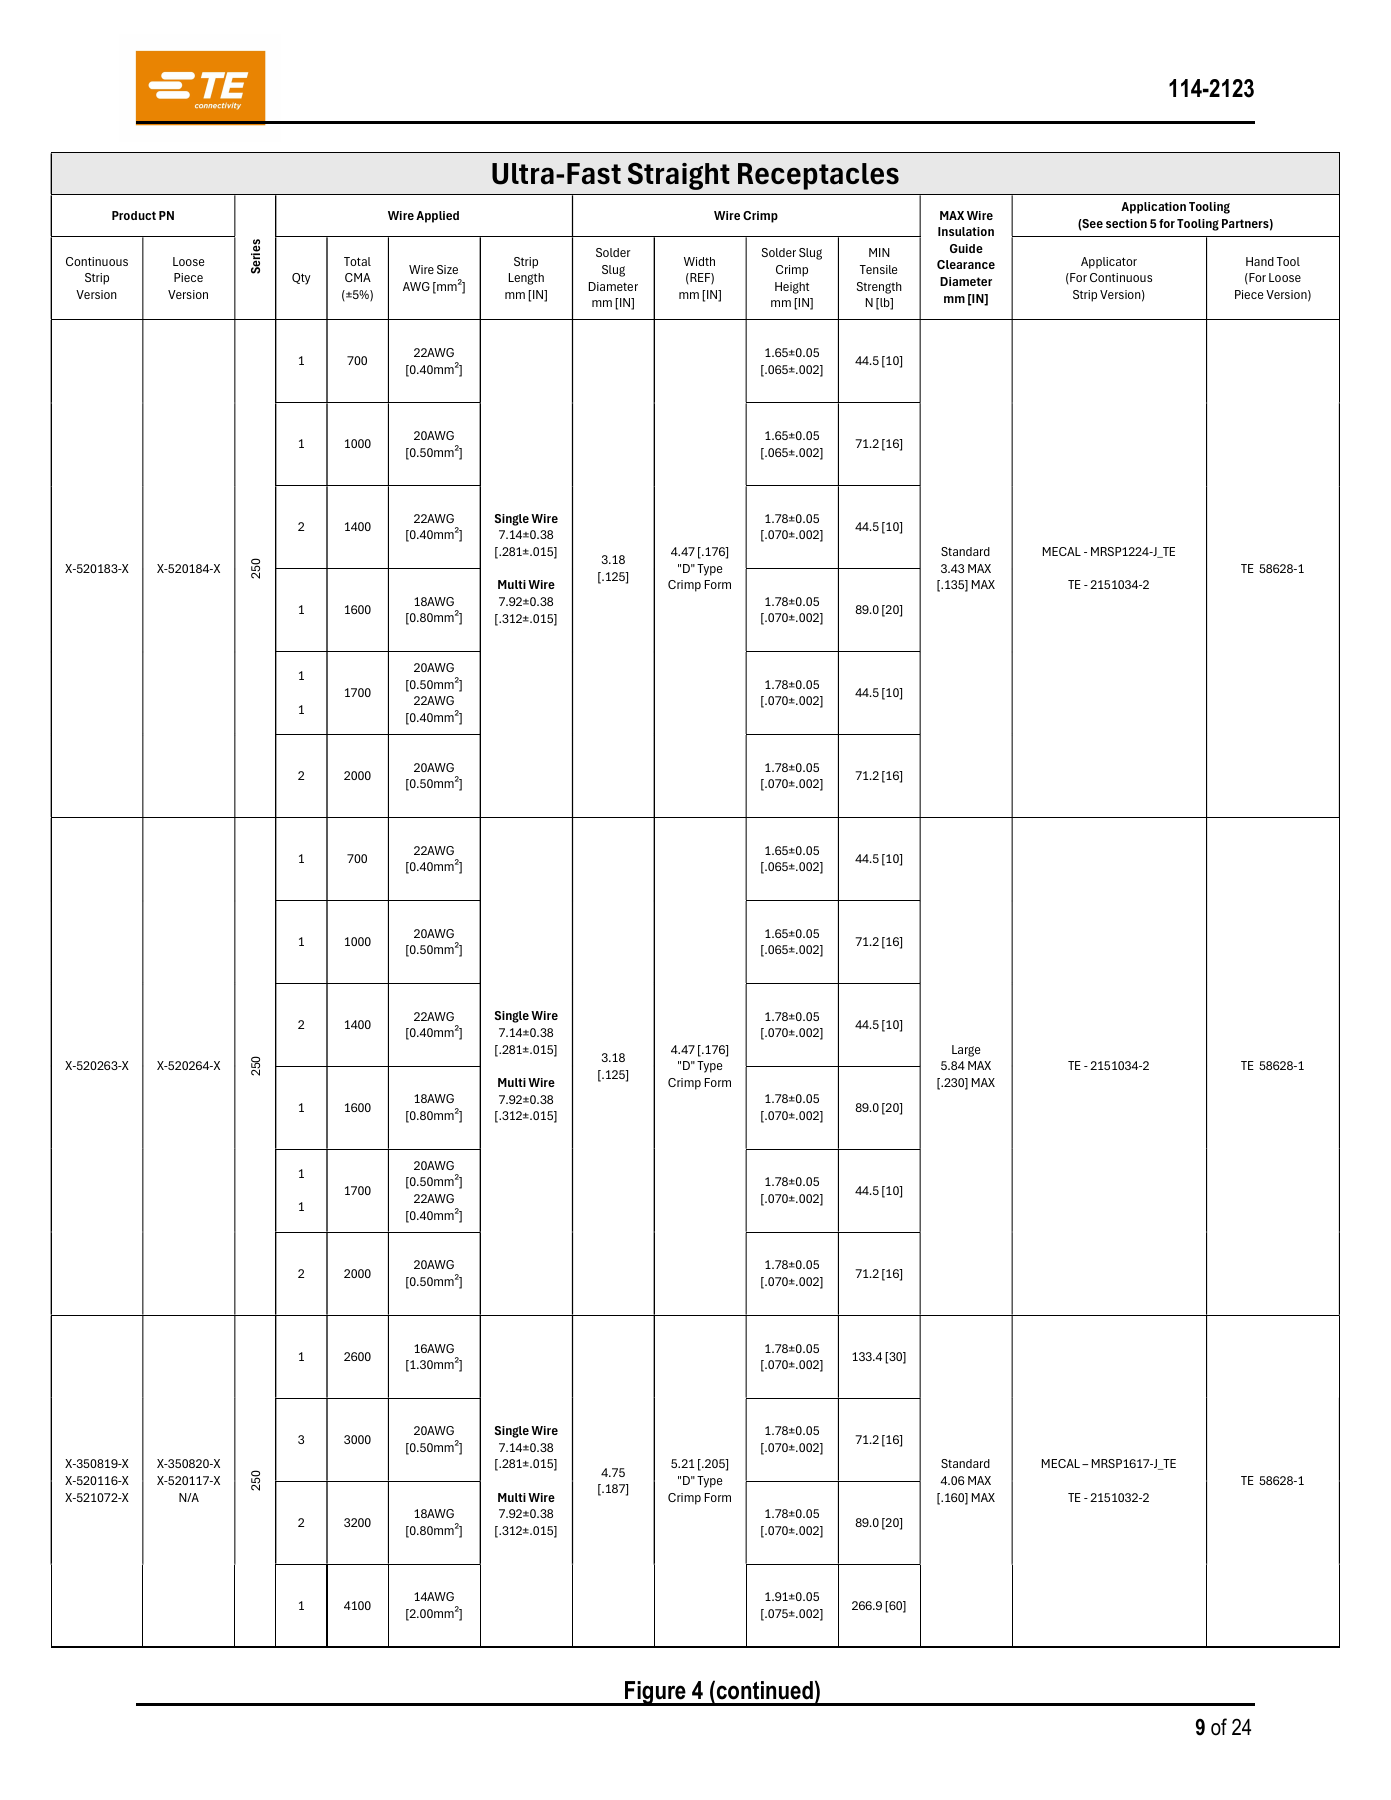 TE
connectivity
114-2123
Ultra-Fast Straight Receptacles
Product PN
Series
Wire Applied
Wire Crimp
MAX Wire
Insulation
Guide
Clearance
Diameter
mm [IN]
Application Tooling
(See section 5 for Tooling Partners)
Continuous
Strip
Version
Loose
Piece
Version
Qty
Total
CMA
(±5%)
Wire Size
AWG [mm²]
Strip
Length
mm [IN]
Solder
Slug
Diameter
mm [IN]
Width
(REF)
mm [IN]
Solder Slug
Crimp
Height
mm [IN]
MIN
Tensile
Strength
N [lb]
Applicator
(For Continuous
Strip Version)
Hand Tool
(For Loose
Piece Version)
X-520183-X
X-520184-X
250
1
700
22AWG
[0.40mm²]
Single Wire
7.14±0.38
[.281±.015]
Multi Wire
7.92±0.38
[.312±.015]
3.18
[.125]
4.47 [.176]
"D" Type
Crimp Form
1.65±0.05
[.065±.002]
44.5 [10]
Standard
3.43 MAX
[.135] MAX
MECAL - MRSP1224-J_TE
TE - 2151034-2
TE 58628-1
1
1000
20AWG
[0.50mm²]
1.65±0.05
[.065±.002]
71.2 [16]
2
1400
22AWG
[0.40mm²]
1.78±0.05
[.070±.002]
44.5 [10]
1
1600
18AWG
[0.80mm²]
1.78±0.05
[.070±.002]
89.0 [20]
1
1
1700
20AWG
[0.50mm²]
22AWG
[0.40mm²]
1.78±0.05
[.070±.002]
44.5 [10]
2
2000
20AWG
[0.50mm²]
1.78±0.05
[.070±.002]
71.2 [16]
X-520263-X
X-520264-X
250
1
700
22AWG
[0.40mm²]
Single Wire
7.14±0.38
[.281±.015]
Multi Wire
7.92±0.38
[.312±.015]
3.18
[.125]
4.47 [.176]
"D" Type
Crimp Form
1.65±0.05
[.065±.002]
44.5 [10]
Large
5.84 MAX
[.230] MAX
TE - 2151034-2
TE 58628-1
1
1000
20AWG
[0.50mm²]
1.65±0.05
[.065±.002]
71.2 [16]
2
1400
22AWG
[0.40mm²]
1.78±0.05
[.070±.002]
44.5 [10]
1
1600
18AWG
[0.80mm²]
1.78±0.05
[.070±.002]
89.0 [20]
1
1
1700
20AWG
[0.50mm²]
22AWG
[0.40mm²]
1.78±0.05
[.070±.002]
44.5 [10]
2
2000
20AWG
[0.50mm²]
1.78±0.05
[.070±.002]
71.2 [16]
X-350819-X
X-520116-X
X-521072-X
X-350820-X
X-520117-X
N/A
250
1
2600
16AWG
[1.30mm²]
Single Wire
7.14±0.38
[.281±.015]
Multi Wire
7.92±0.38
[.312±.015]
4.75
[.187]
5.21 [.205]
"D" Type
Crimp Form
1.78±0.05
[.070±.002]
133.4 [30]
Standard
4.06 MAX
[.160] MAX
MECAL – MRSP1617-J_TE
TE - 2151032-2
TE 58628-1
3
3000
20AWG
[0.50mm²]
1.78±0.05
[.070±.002]
71.2 [16]
2
3200
18AWG
[0.80mm²]
1.78±0.05
[.070±.002]
89.0 [20]
1
4100
14AWG
[2.00mm²]
1.91±0.05
[.075±.002]
266.9 [60]
Figure 4 (continued)
9 of 24